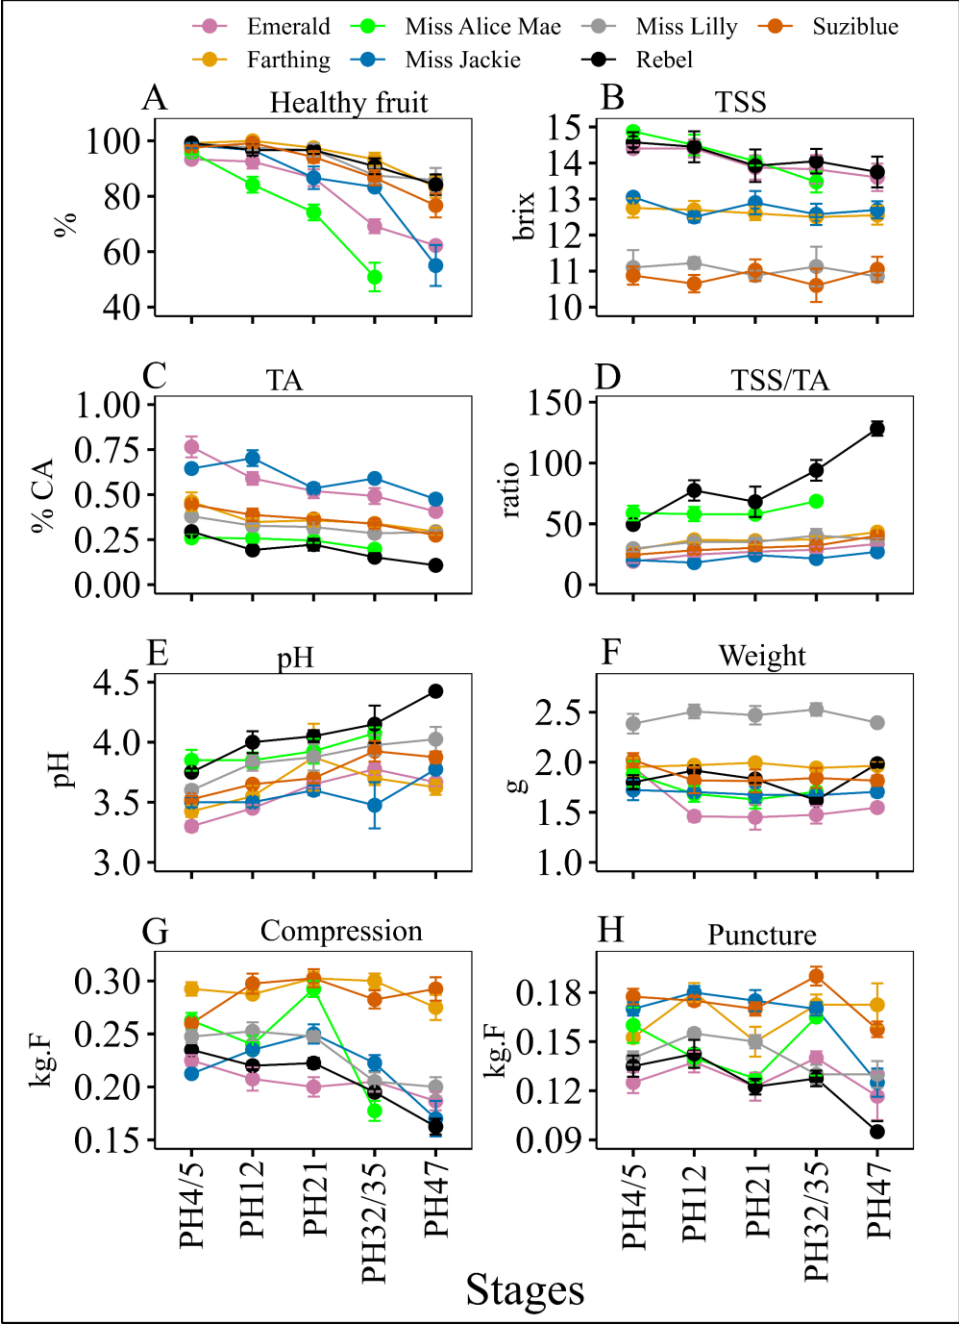 Emerald Miss Alice Mae Miss Lilly Suziblue
Farthing Miss Jackie Rebel
A Healthy fruit B TSS
100
80
60
40
%
15
14
13
12
11
10
brix
C TA D TSS/TA
1.00
0.75
0.50
0.25
0.00
% CA
150
100
50
0
ratio
E pH F Weight
4.5
4.0
3.5
3.0
pH
2.5
2.0
1.5
1.0
g
G Compression H Puncture
0.30
0.25
0.20
0.15
kg.F
0.18
0.15
0.12
0.09
kg.F
PH4/5 PH12 PH21 PH32/35 PH47 PH4/5 PH12 PH21 PH32/35 PH47
Stages